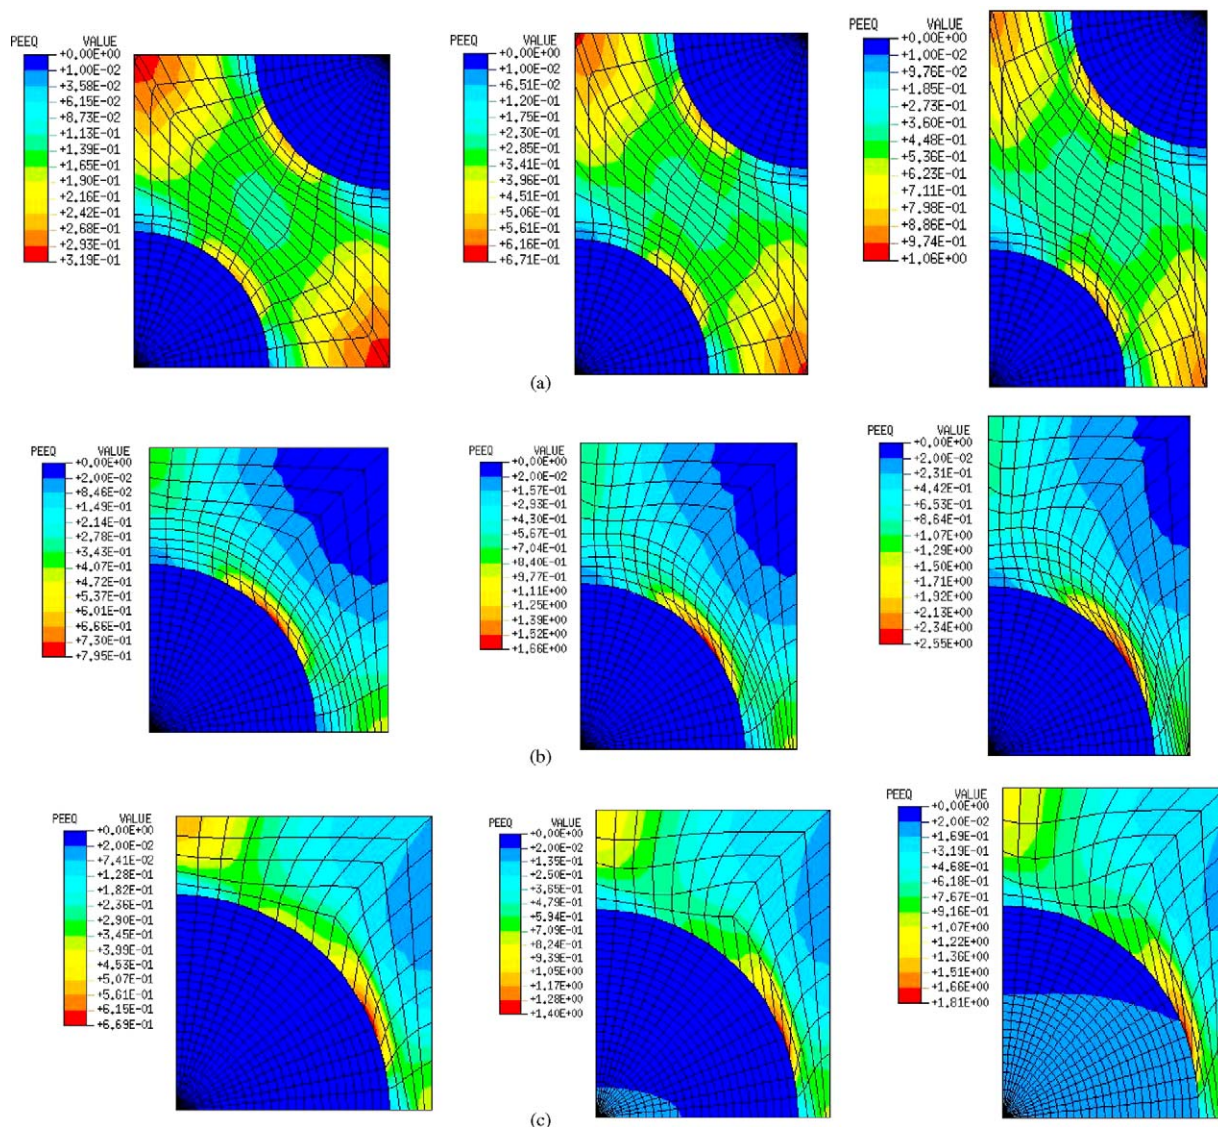 PEEQ VALUE
+0.00E+00
+1.00E-02
+3.58E-02
+6.15E-02
+8.73E-02
+1.13E-01
+1.39E-01
+1.65E-01
+1.90E-01
+2.16E-01
+2.42E-01
+2.68E-01
+2.93E-01
+3.19E-01
PEEQ VALUE
+0.00E+00
+1.00E-02
+6.51E-02
+1.20E-01
+1.75E-01
+2.30E-01
+2.85E-01
+3.41E-01
+3.96E-01
+4.51E-01
+5.06E-01
+5.61E-01
+6.16E-01
+6.71E-01
PEEQ VALUE
+0.00E+00
+1.00E-02
+9.76E-02
+1.85E-01
+2.73E-01
+3.60E-01
+4.48E-01
+5.36E-01
+6.23E-01
+7.11E-01
+7.98E-01
+8.86E-01
+9.74E-01
+1.06E+00
(a)
PEEQ VALUE
+0.00E+00
+2.00E-02
+8.46E-02
+1.49E-01
+2.14E-01
+2.78E-01
+3.43E-01
+4.07E-01
+4.72E-01
+5.37E-01
+6.01E-01
+6.66E-01
+7.30E-01
+7.95E-01
PEEQ VALUE
+0.00E+00
+2.00E-02
+1.57E-01
+2.93E-01
+4.30E-01
+5.67E-01
+7.04E-01
+8.40E-01
+9.77E-01
+1.11E+00
+1.25E+00
+1.39E+00
+1.52E+00
+1.66E+00
PEEQ VALUE
+0.00E+00
+2.00E-02
+2.31E-01
+4.42E-01
+6.53E-01
+8.64E-01
+1.07E+00
+1.29E+00
+1.50E+00
+1.71E+00
+1.92E+00
+2.13E+00
+2.34E+00
+2.55E+00
(b)
PEEQ VALUE
+0.00E+00
+2.00E-02
+7.41E-02
+1.28E-01
+1.82E-01
+2.36E-01
+2.90E-01
+3.45E-01
+3.99E-01
+4.53E-01
+5.07E-01
+5.61E-01
+6.15E-01
+6.69E-01
PEEQ VALUE
+0.00E+00
+2.00E-02
+1.35E-01
+2.50E-01
+3.65E-01
+4.79E-01
+5.94E-01
+7.09E-01
+8.24E-01
+9.39E-01
+1.05E+00
+1.17E+00
+1.28E+00
+1.40E+00
PEEQ VALUE
+0.00E+00
+2.00E-02
+1.69E-01
+3.19E-01
+4.68E-01
+6.18E-01
+7.67E-01
+9.16E-01
+1.07E+00
+1.22E+00
+1.36E+00
+1.51E+00
+1.66E+00
+1.81E+00
(c)